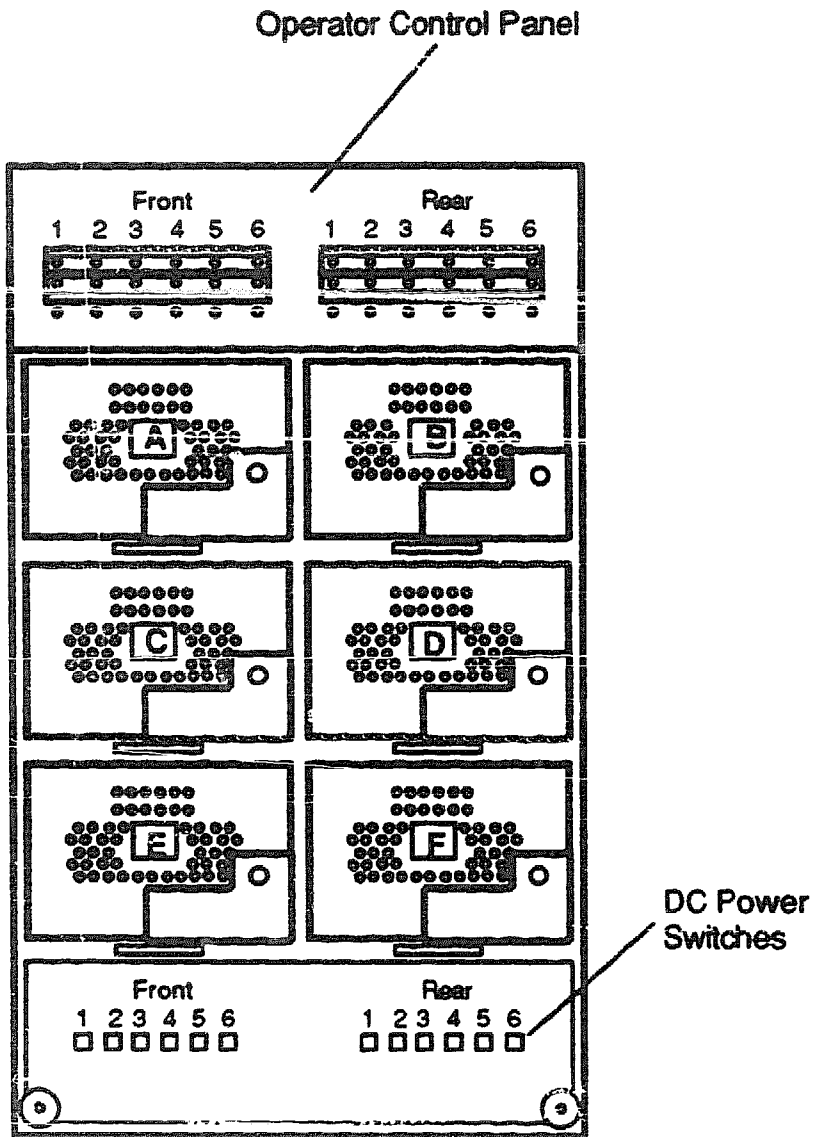 Operator Control Panel
Front Rear
1 2 3 4 5 6 1 2 3 4 5 6
A B
C D
E F
DC Power
Switches
Front Rear
1 2 3 4 5 6 1 2 3 4 5 6